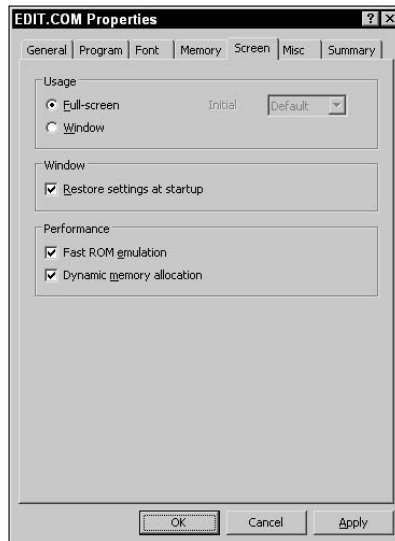 EDIT.COM Properties
General Program Font Memory Screen Misc Summary
Usage
Full-screen Initial Default
Window
Window
Restore settings at startup
Performance
Fast ROM emulation
Dynamic memory allocation
OK Cancel Apply